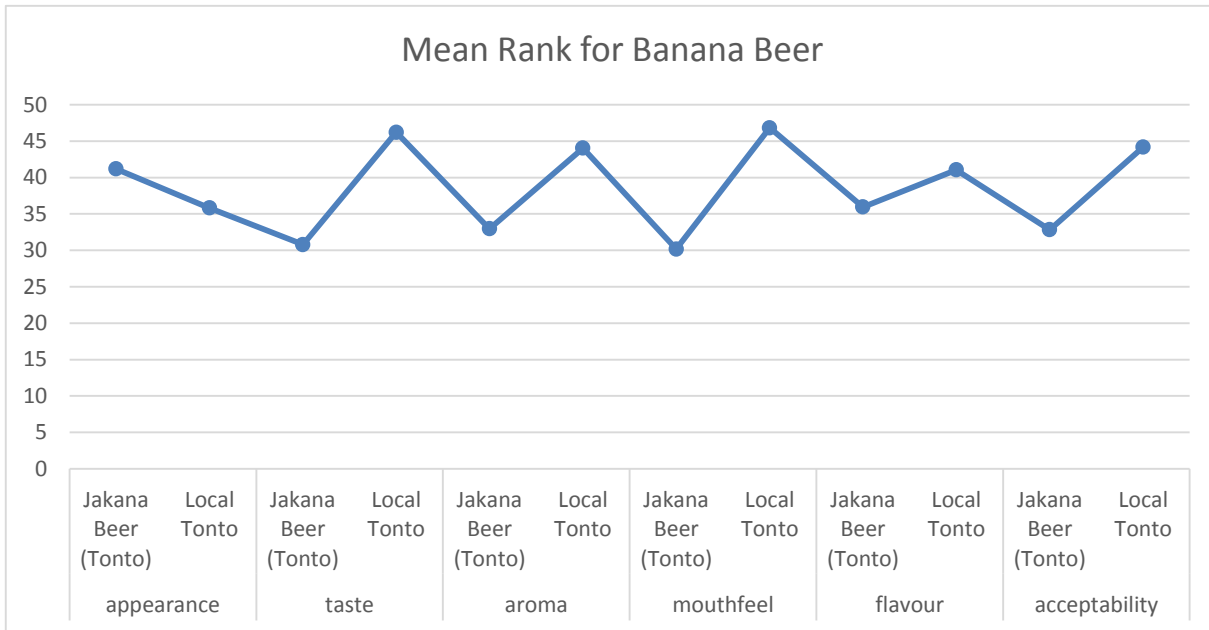 Mean Rank for Banana Beer
50
45
40
35
30
25
20
15
10
5
0
Jakana Beer (Tonto)
Local Tonto
Jakana Beer (Tonto)
Local Tonto
Jakana Beer (Tonto)
Local Tonto
Jakana Beer (Tonto)
Local Tonto
Jakana Beer (Tonto)
Local Tonto
Jakana Beer (Tonto)
Local Tonto
appearance taste aroma mouthfeel flavour acceptability